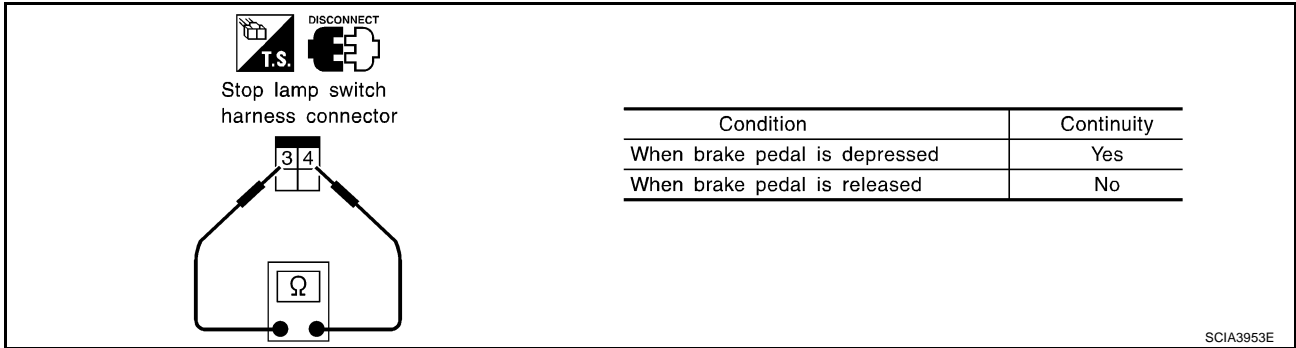 DISCONNECT
T.S.
Stop lamp switch
harness connector
3 4
Ω
Condition Continuity
When brake pedal is depressed Yes
When brake pedal is released No
SCIA3953E